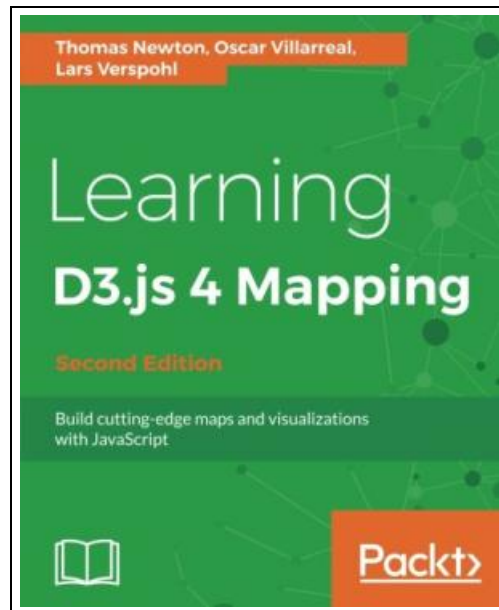 Thomas Newton, Oscar Villarreal,
Lars Verspohl
Learning
D3.js 4 Mapping
Second Edition
Build cutting-edge maps and visualizations
with JavaScript
Packt>